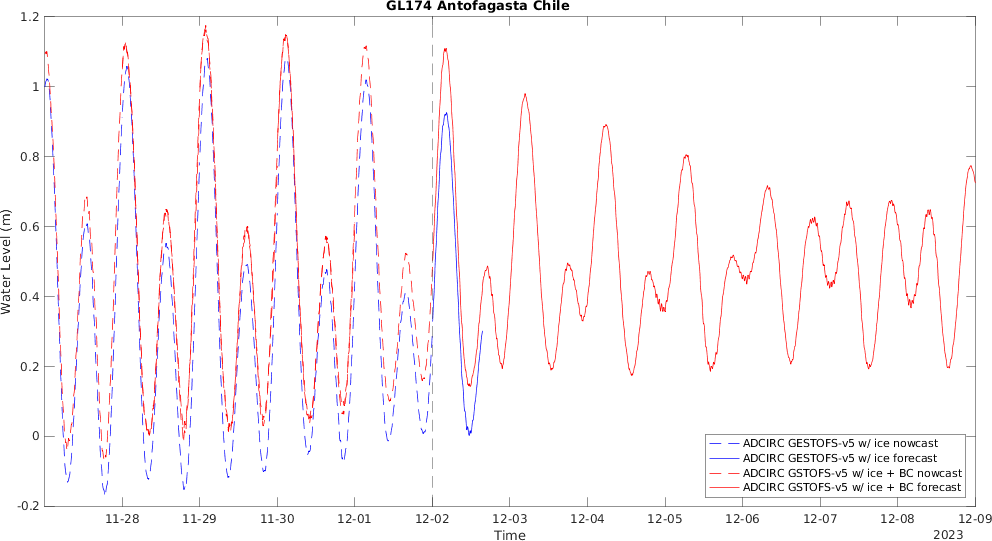 GL174 Antofagasta Chile
1.2
1
0.8
0.6
0.4
0.2
0
-0.2
Water Level (m)
11-28 11-29 11-30 12-01 12-02 12-03 12-04 12-05 12-06 12-07 12-08 12-09
Time
2023
ADCIRC GESTOFS-v5 w/ ice nowcast
ADCIRC GESTOFS-v5 w/ ice forecast
ADCIRC GSTOFS-v5 w/ ice + BC nowcast
ADCIRC GSTOFS-v5 w/ ice + BC forecast